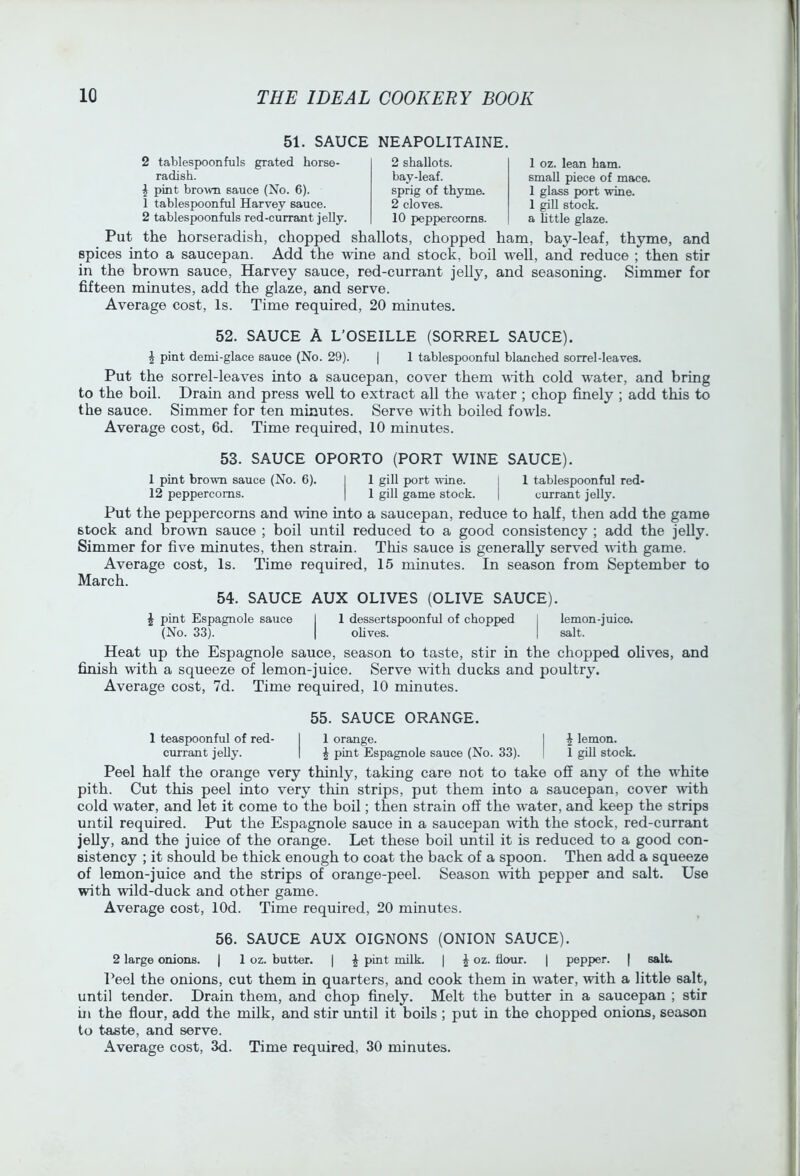 10 THE IDEAL COOKERY BOOK
51. SAUCE NEAPOLITAINE.
2 tablespoonfuls grated horse-
radish.
½ pint brown sauce (No. 6).
1 tablespoonful Harvey sauce.
2 tablespoonfuls red-currant jelly.
2 shallots.
bay-leaf.
sprig of thyme.
2 cloves.
10 peppercorns.
1 oz. lean ham.
small piece of mace.
1 glass port wine.
1 gill stock.
a little glaze.
Put the horseradish, chopped shallots, chopped ham, bay-leaf, thyme, and
spices into a saucepan. Add the wine and stock, boil well, and reduce ; then stir
in the brown sauce, Harvey sauce, red-currant jelly, and seasoning. Simmer for
fifteen minutes, add the glaze, and serve.
Average cost, 1s. Time required, 20 minutes.
52. SAUCE À L'OSEILLE (SORREL SAUCE).
½ pint demi-glace sauce (No. 29). | 1 tablespoonful blanched sorrel-leaves.
Put the sorrel-leaves into a saucepan, cover them with cold water, and bring
to the boil. Drain and press well to extract all the water ; chop finely ; add this to
the sauce. Simmer for ten minutes. Serve with boiled fowls.
Average cost, 6d. Time required, 10 minutes.
53. SAUCE OPORTO (PORT WINE SAUCE).
1 pint brown sauce (No. 6).
12 peppercorns.
1 gill port wine.
1 gill game stock.
1 tablespoonful red-
currant jelly.
Put the peppercorns and wine into a saucepan, reduce to half, then add the game
stock and brown sauce ; boil until reduced to a good consistency ; add the jelly.
Simmer for five minutes, then strain. This sauce is generally served with game.
Average cost, 1s. Time required, 15 minutes. In season from September to
March.
54. SAUCE AUX OLIVES (OLIVE SAUCE).
½ pint Espagnole sauce
(No. 33).
1 dessertspoonful of chopped
olives.
lemon-juice.
salt.
Heat up the Espagnole sauce, season to taste, stir in the chopped olives, and
finish with a squeeze of lemon-juice. Serve with ducks and poultry.
Average cost, 7d. Time required, 10 minutes.
55. SAUCE ORANGE.
1 teaspoonful of red-
currant jelly.
1 orange.
½ pint Espagnole sauce (No. 33).
½ lemon.
1 gill stock.
Peel half the orange very thinly, taking care not to take off any of the white
pith. Cut this peel into very thin strips, put them into a saucepan, cover with
cold water, and let it come to the boil ; then strain off the water, and keep the strips
until required. Put the Espagnole sauce in a saucepan with the stock, red-currant
jelly, and the juice of the orange. Let these boil until it is reduced to a good con-
sistency ; it should be thick enough to coat the back of a spoon. Then add a squeeze
of lemon-juice and the strips of orange-peel. Season with pepper and salt. Use
with wild-duck and other game.
Average cost, 10d. Time required, 20 minutes.
56. SAUCE AUX OIGNONS (ONION SAUCE).
2 large onions. | 1 oz. butter. | ½ pint milk. | ½ oz. flour. | pepper. | salt.
Peel the onions, cut them in quarters, and cook them in water, with a little salt,
until tender. Drain them, and chop finely. Melt the butter in a saucepan ; stir
in the flour, add the milk, and stir until it boils ; put in the chopped onions, season
to taste, and serve.
Average cost, 3d. Time required, 30 minutes.